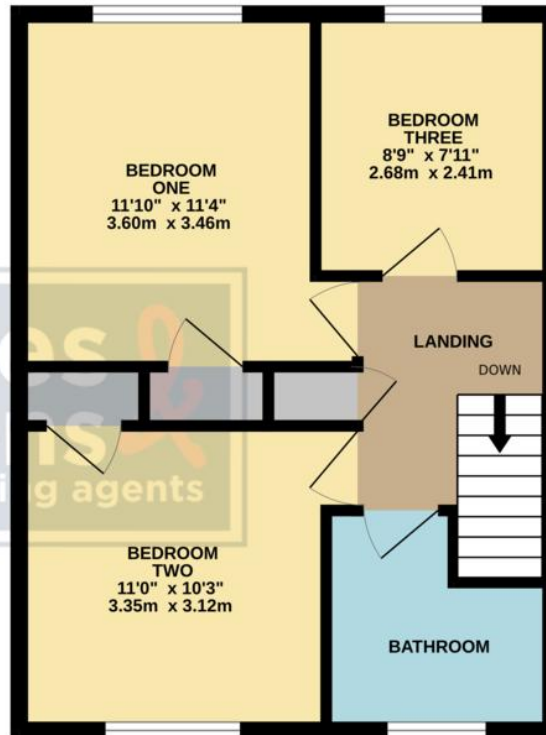 BEDROOM
ONE
11'10" x 11'4"
3.60m x 3.46m
BEDROOM
THREE
8'9" x 7'11"
2.68m x 2.41m
LANDING
DOWN
BEDROOM
TWO
11'0" x 10'3"
3.35m x 3.12m
BATHROOM
agents